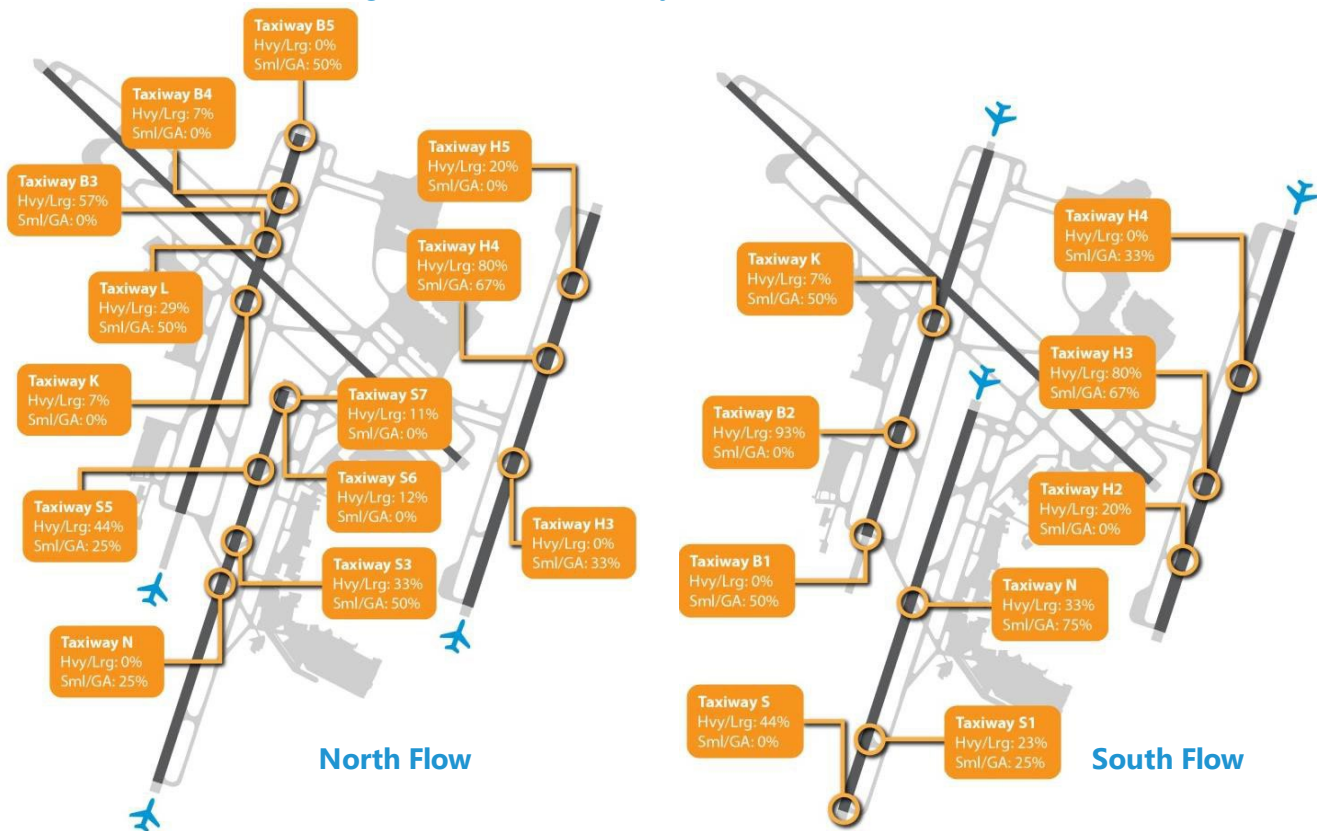 Taxiway B5
Hvy/Lrg: 0%
Sml/GA: 50%
Taxiway B4
Hvy/Lrg: 7%
Sml/GA: 0%
Taxiway B3
Hvy/Lrg: 57%
Sml/GA: 0%
Taxiway L
Hvy/Lrg: 29%
Sml/GA: 50%
Taxiway K
Hvy/Lrg: 7%
Sml/GA: 0%
Taxiway H5
Hvy/Lrg: 20%
Sml/GA: 0%
Taxiway H4
Hvy/Lrg: 80%
Sml/GA: 67%
Taxiway S7
Hvy/Lrg: 11%
Sml/GA: 0%
Taxiway S6
Hvy/Lrg: 12%
Sml/GA: 0%
Taxiway S5
Hvy/Lrg: 44%
Sml/GA: 25%
Taxiway H3
Hvy/Lrg: 0%
Sml/GA: 33%
Taxiway S3
Hvy/Lrg: 33%
Sml/GA: 50%
Taxiway N
Hvy/Lrg: 0%
Sml/GA: 25%
North Flow
Taxiway H4
Hvy/Lrg: 0%
Sml/GA: 33%
Taxiway K
Hvy/Lrg: 7%
Sml/GA: 50%
Taxiway H3
Hvy/Lrg: 80%
Sml/GA: 67%
Taxiway B2
Hvy/Lrg: 93%
Sml/GA: 0%
Taxiway H2
Hvy/Lrg: 20%
Sml/GA: 0%
Taxiway B1
Hvy/Lrg: 0%
Sml/GA: 50%
Taxiway N
Hvy/Lrg: 33%
Sml/GA: 75%
Taxiway S
Hvy/Lrg: 44%
Sml/GA: 0%
Taxiway S1
Hvy/Lrg: 23%
Sml/GA: 25%
South Flow